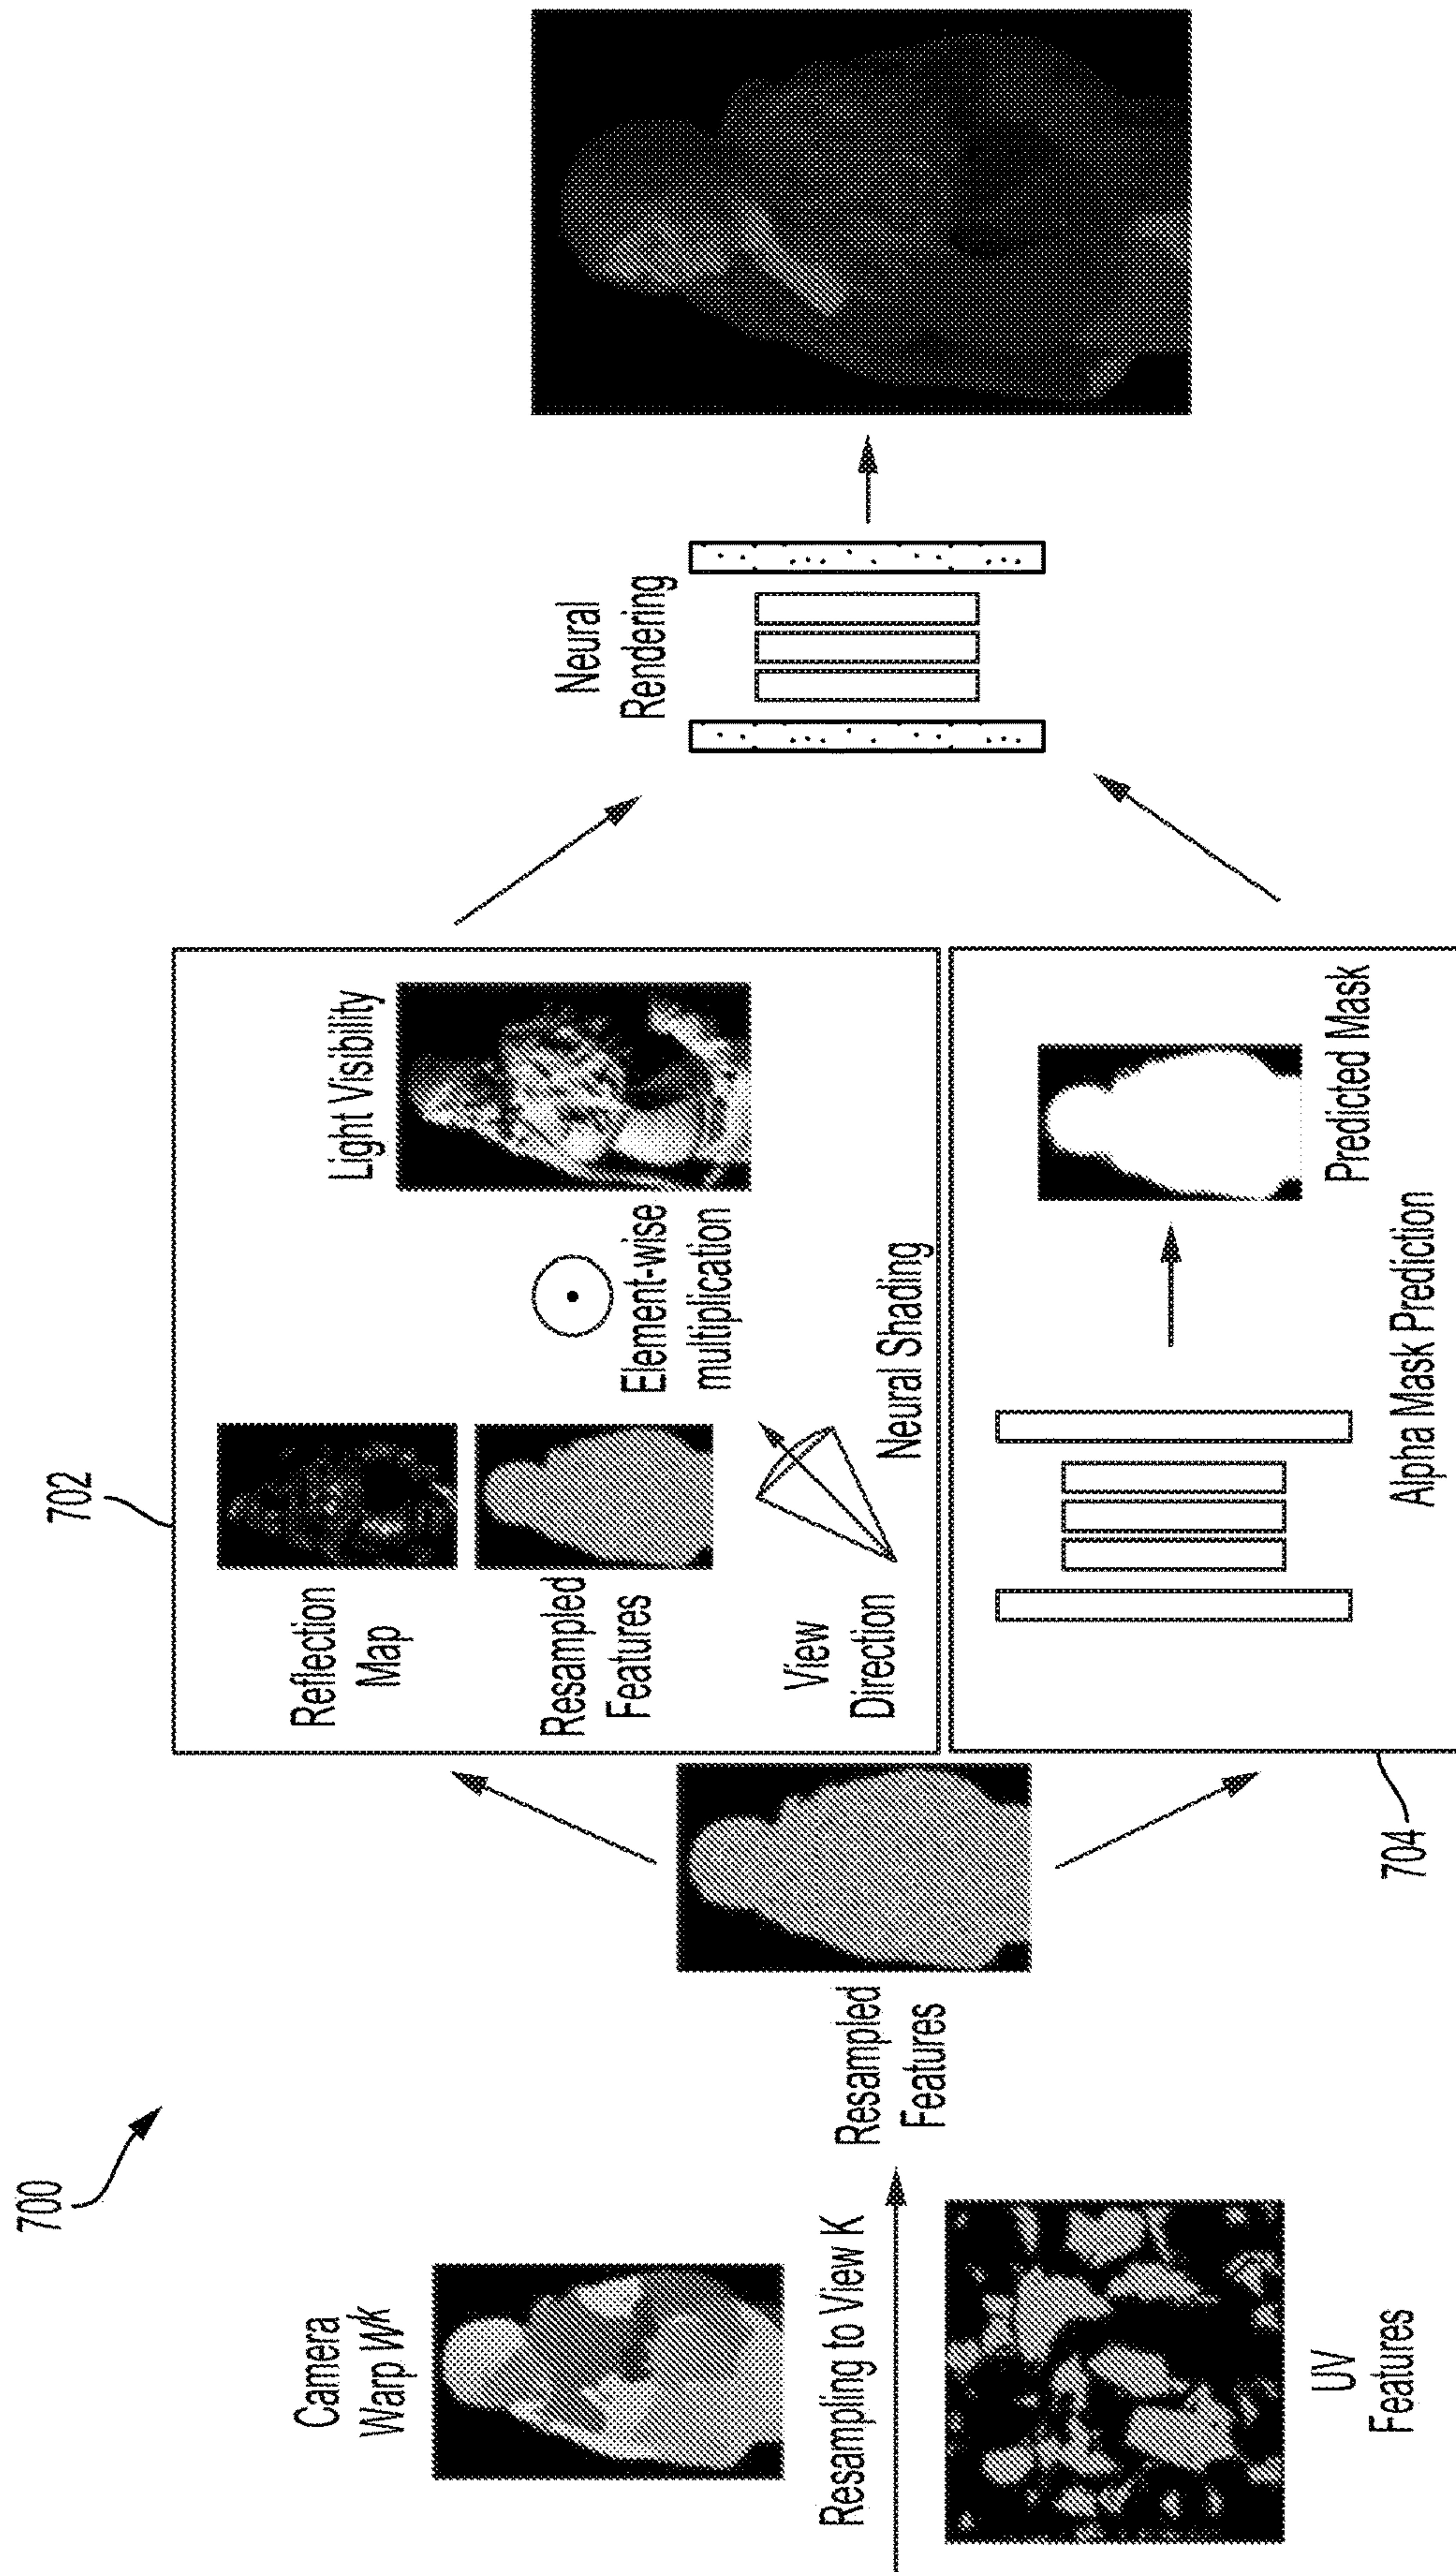 700
Camera
Warp Wk
Resampling to View K
UV
Features
Resampled
Features
702
Reflection
Map
Resampled
Features
View
Direction
Element-wise
multiplication
Light Visibility
Neural Shading
704
Predicted Mask
Alpha Mask Prediction
Neural
Rendering